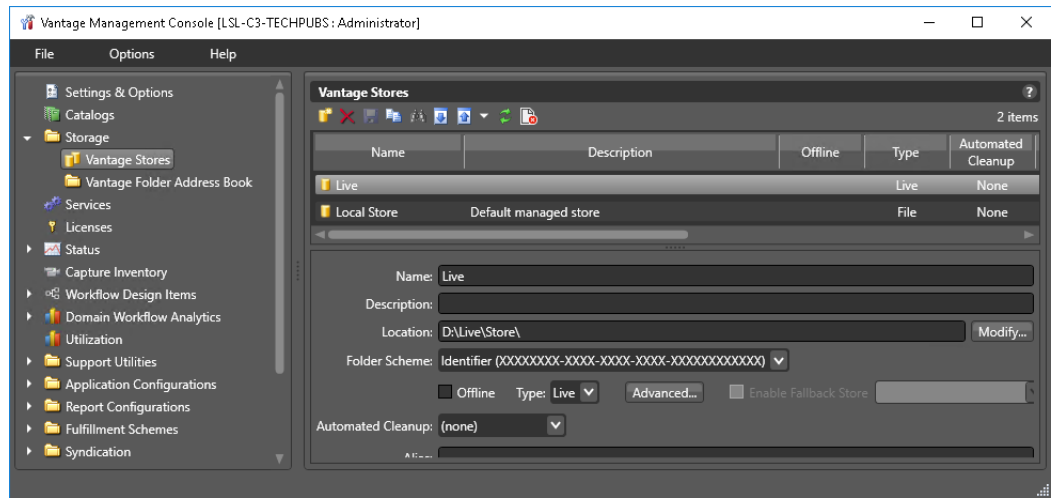 Vantage Management Console [LSL-C3-TECHPUBS : Administrator]
File Options Help
Settings & Options
Catalogs
Storage
Vantage Stores
Vantage Folder Address Book
Services
Licenses
Status
Capture Inventory
Workflow Design Items
Domain Workflow Analytics
Utilization
Support Utilities
Application Configurations
Report Configurations
Fulfillment Schemes
Syndication
Vantage Stores ?
2 items
Name Description Offline Type Automated Cleanup
Live Live None
Local Store Default managed store File None
Name: Live
Description:
Location: D:\Live\Store\ Modify...
Folder Scheme: Identifier (XXXXXXXX-XXXX-XXXX-XXXX-XXXXXXXXXXXX)
Offline Type: Live Advanced... Enable Fallback Store
Automated Cleanup: (none)
Alias: